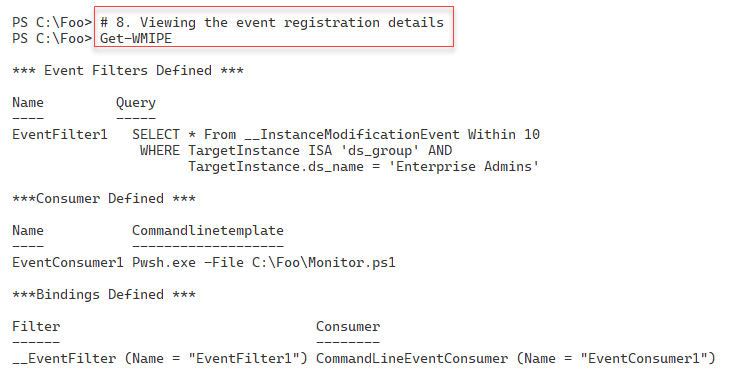 PS C:\Foo> # 8. Viewing the event registration details
PS C:\Foo> Get-WMIPE
*** Event Filters Defined ***
Name         Query
----         -----
EventFilter1   SELECT * From __InstanceModificationEvent Within 10
                WHERE TargetInstance ISA 'ds_group' AND
                      TargetInstance.ds_name = 'Enterprise Admins'
***Consumer Defined ***
Name           Commandlinetemplate
----           -------------------
EventConsumer1 Pwsh.exe -File C:\Foo\Monitor.ps1
***Bindings Defined ***
Filter                                Consumer
------                                --------
__EventFilter (Name = "EventFilter1") CommandLineEventConsumer (Name = "EventConsumer1")